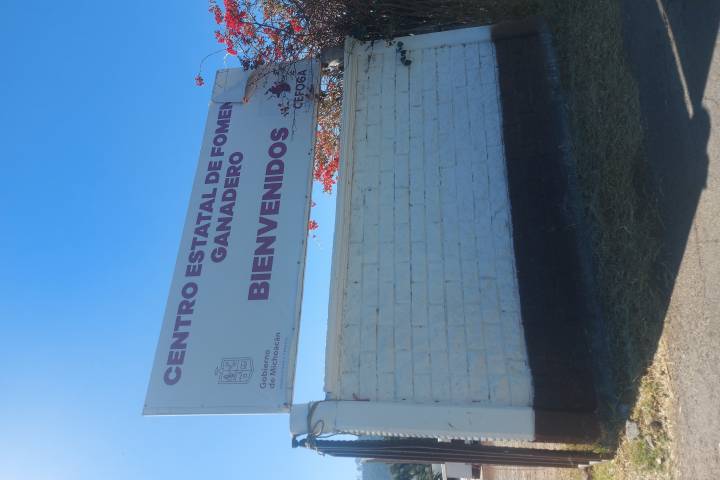 CENTRO ESTATAL DE FOMEN
GANADERO
BIENVENIDOS
Gobierno
de Michoacán
CEFOGA